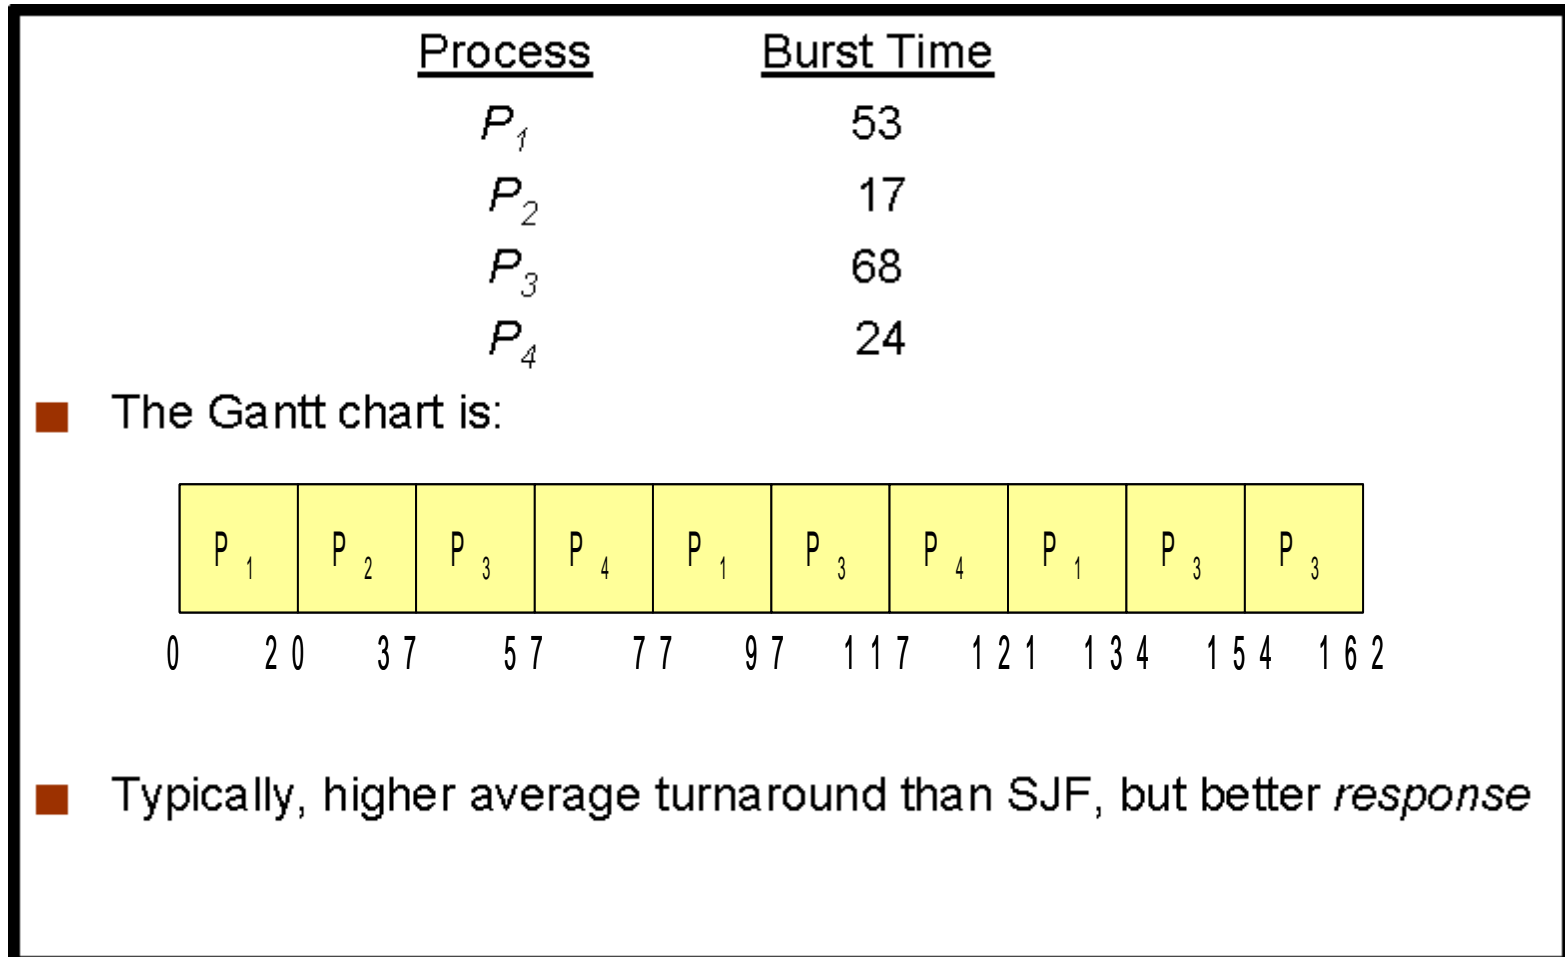 Process Burst Time
P1 53
P2 17
P3 68
P4 24
The Gantt chart is:
P1 P2 P3 P4 P1 P3 P4 P1 P3 P3
0 20 37 57 77 97 117 121 134 154 162
Typically, higher average turnaround than SJF, but better response